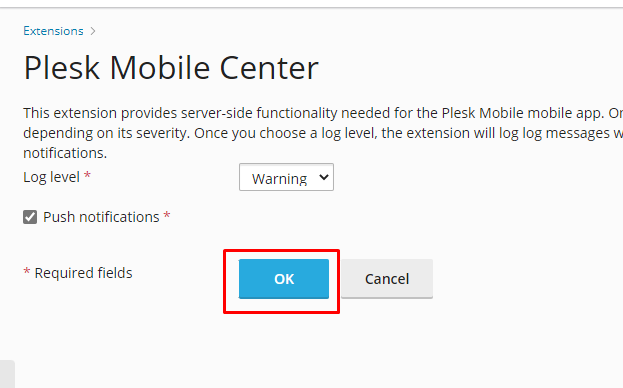 Extensions >
Plesk Mobile Center
This extension provides server-side functionality needed for the Plesk Mobile mobile app. Or
depending on its severity. Once you choose a log level, the extension will log log messages w
notifications.
Log level * Warning
Push notifications *
* Required fields OK Cancel